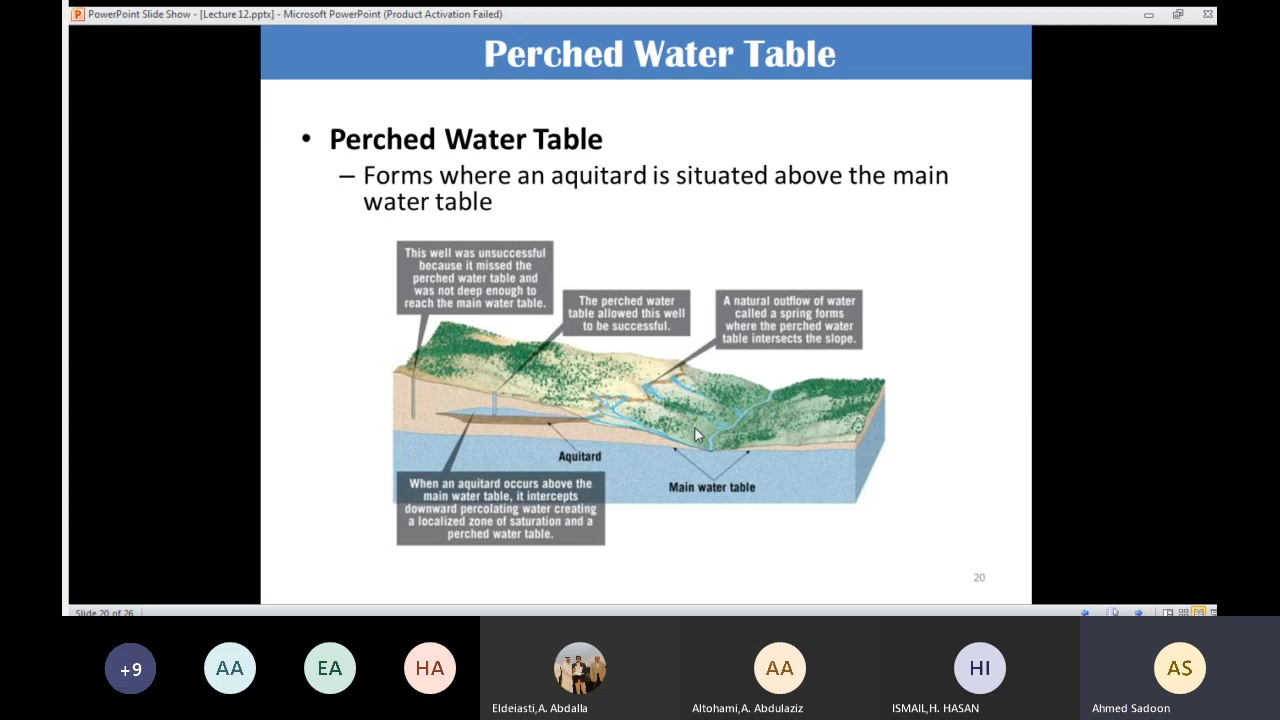 PowerPoint Slide Show - [Lecture 12.pptx] - Microsoft PowerPoint (Product Activation Failed)
Perched Water Table
• Perched Water Table
– Forms where an aquitard is situated above the main
water table
This well was unsuccessful
because it missed the
perched water table and
was not deep enough to
reach the main water table.
The perched water
table allowed this well
to be successful.
A natural outflow of water
called a spring forms
where the perched water
table intersects the slope.
Aquitard
Main water table
When an aquitard occurs above the
main water table, it intercepts
downward percolating water creating
a localized zone of saturation and a
perched water table.
20
Slide 20 of 26
+9
AA
EA
HA
AA
HI
AS
Eldeiasti,A. Abdalla
Altohami,A. Abdulaziz
ISMAIL,H. HASAN
Ahmed Sadoon